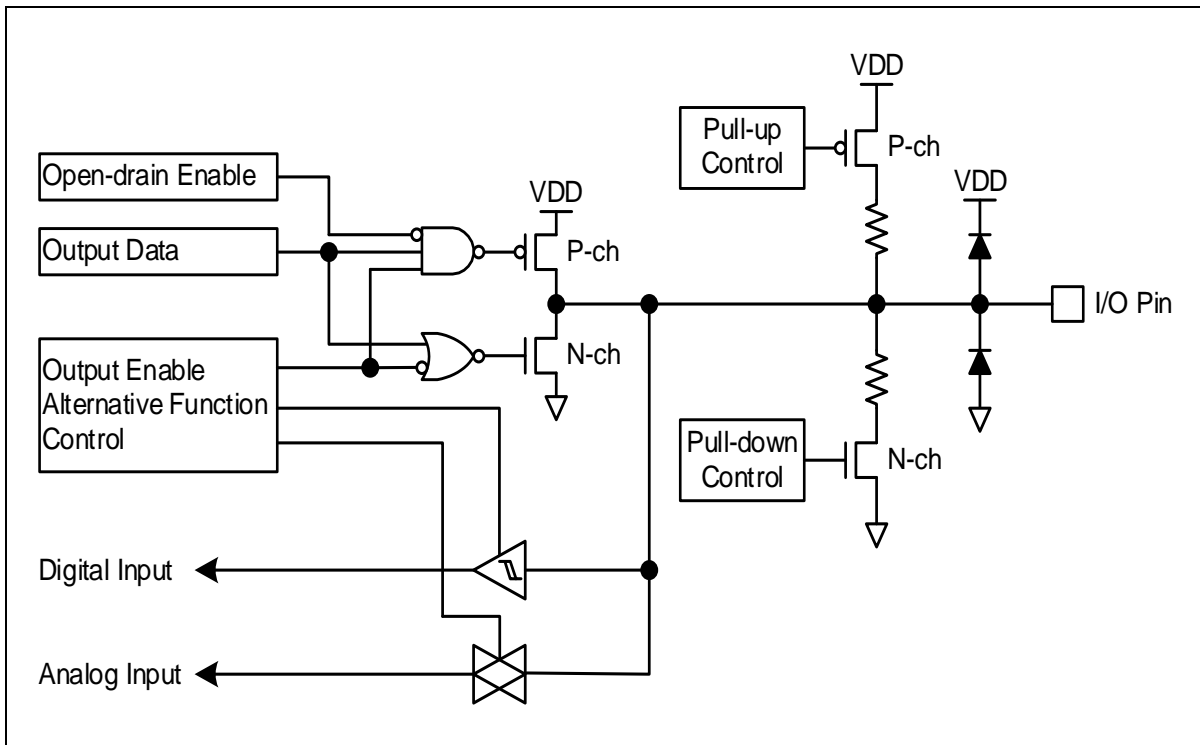 Open-drain Enable
Output Data
Output Enable
Alternative Function
Control
VDD
P-ch
N-ch
Pull-up
Control
VDD
P-ch
VDD
I/O Pin
Pull-down
Control
N-ch
Digital Input
Analog Input